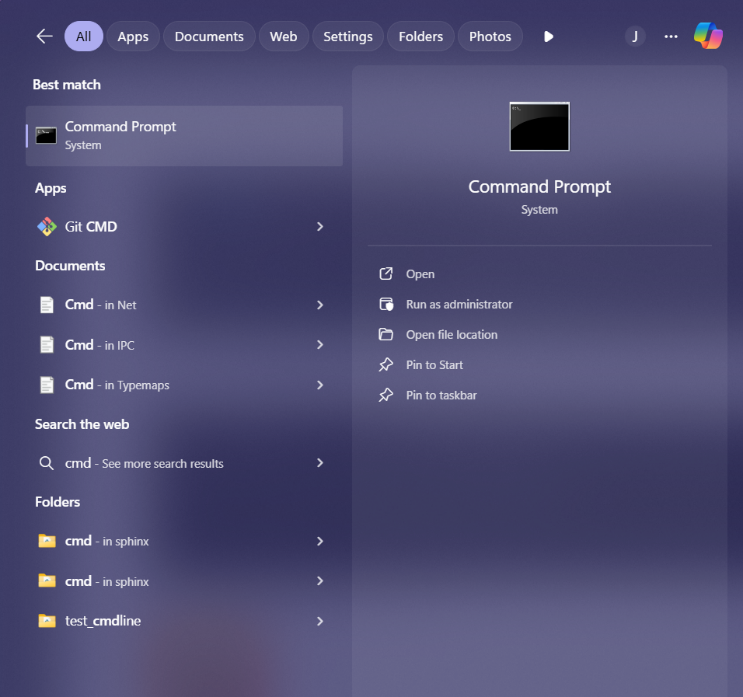 All Apps Documents Web Settings Folders Photos J
Best match
Command Prompt
System
Apps
Git CMD
Documents
Cmd - in Net
Cmd - in IPC
Cmd - in Typemaps
Search the web
cmd - See more search results
Folders
cmd - in sphinx
cmd - in sphinx
test_cmdline
Command Prompt
System
Open
Run as administrator
Open file location
Pin to Start
Pin to taskbar